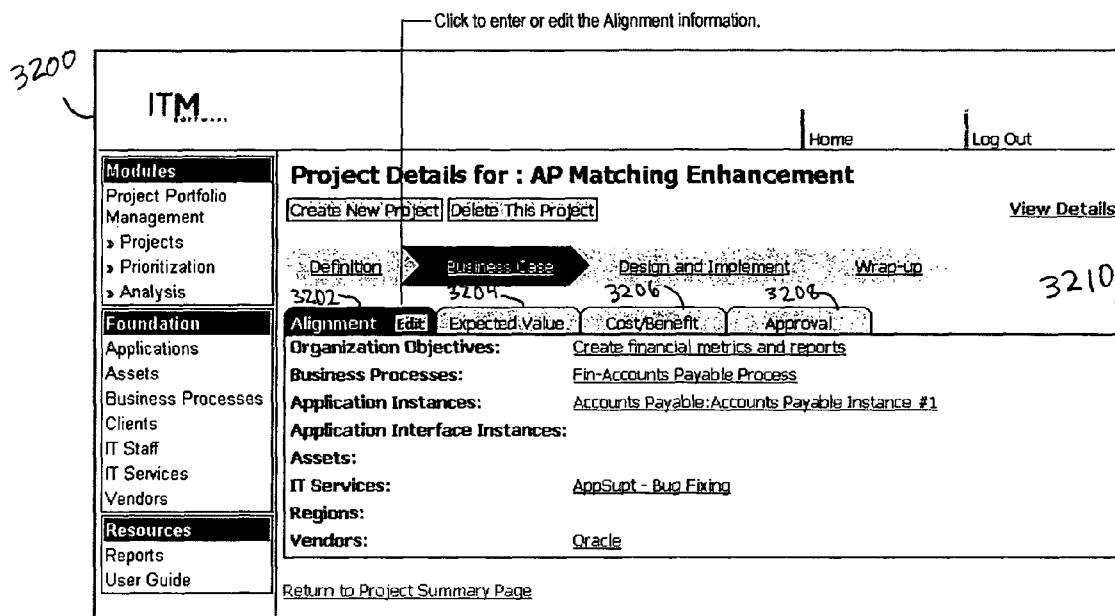 Click to enter or edit the Alignment information.
3200
ITM
software
Home
Log Out
Modules
Project Portfolio
Management
» Projects
» Prioritization
» Analysis
Foundation
Applications
Assets
Business Processes
Clients
IT Staff
IT Services
Vendors
Resources
Reports
User Guide
Project Details for : AP Matching Enhancement
Create New Project Delete This Project
View Details
Definition Business Case Design and Implement Wrap-up
3202 3204 3206 3208 3210
Alignment Edit Expected Value Cost/Benefit Approval
Organization Objectives: Create financial metrics and reports
Business Processes: Fin-Accounts Payable Process
Application Instances: Accounts Payable:Accounts Payable Instance #1
Application Interface Instances:
Assets:
IT Services: AppSupt - Bug Fixing
Regions:
Vendors: Oracle
Return to Project Summary Page